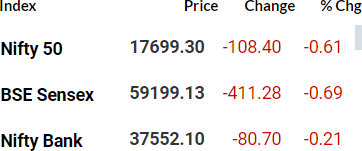 Index Price Change % Chg
Nifty 50 17699.30 -108.40 -0.61
BSE Sensex 59199.13 -411.28 -0.69
Nifty Bank 37552.10 -80.70 -0.21